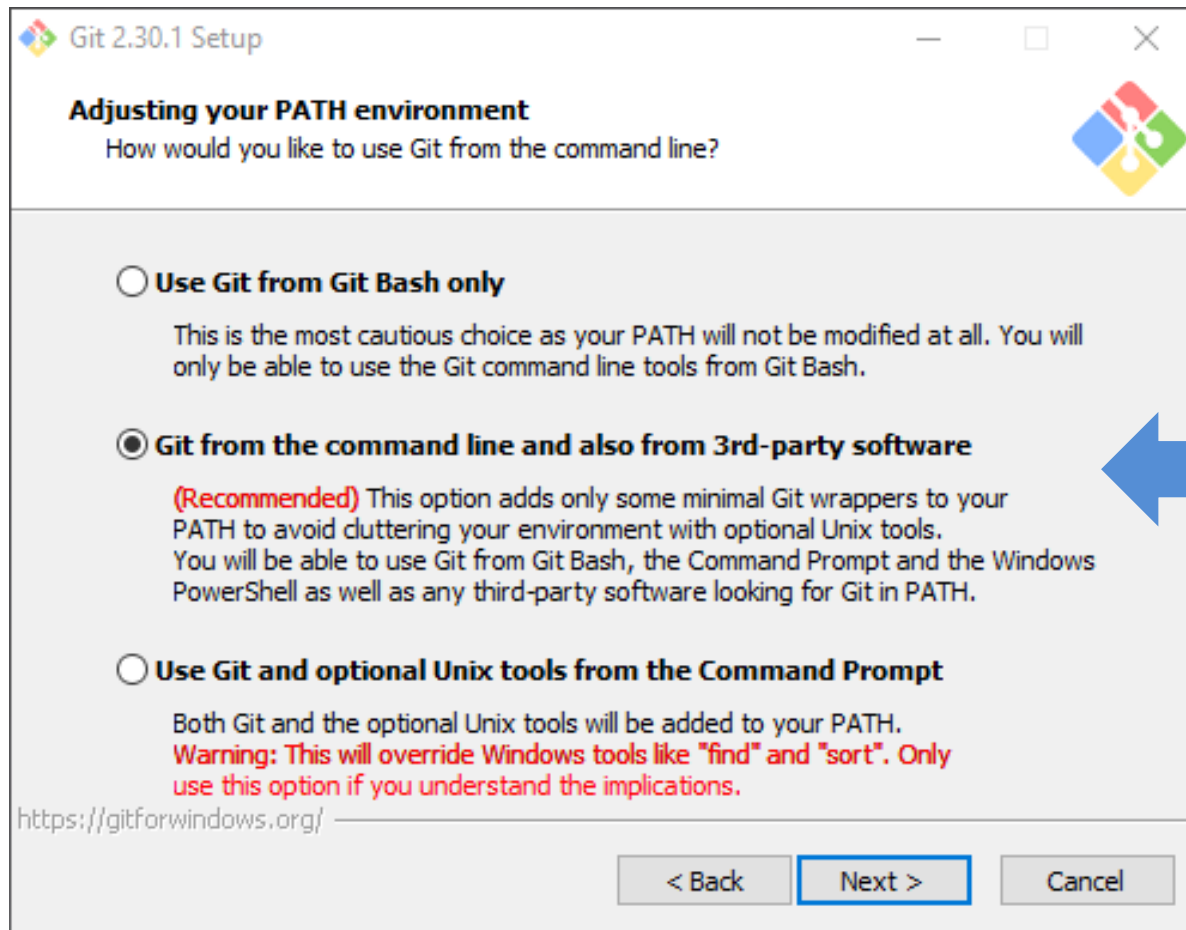 Git 2.30.1 Setup
Adjusting your PATH environment
How would you like to use Git from the command line?
Use Git from Git Bash only
This is the most cautious choice as your PATH will not be modified at all. You will
only be able to use the Git command line tools from Git Bash.
Git from the command line and also from 3rd-party software
(Recommended) This option adds only some minimal Git wrappers to your
PATH to avoid cluttering your environment with optional Unix tools.
You will be able to use Git from Git Bash, the Command Prompt and the Windows
PowerShell as well as any third-party software looking for Git in PATH.
Use Git and optional Unix tools from the Command Prompt
Both Git and the optional Unix tools will be added to your PATH.
Warning: This will override Windows tools like "find" and "sort". Only
use this option if you understand the implications.
https://gitforwindows.org/
< Back Next > Cancel